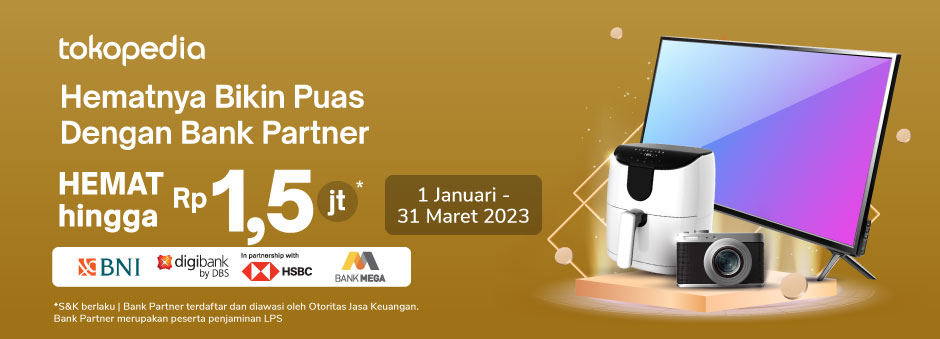 tokopedia
Hematnya Bikin Puas
Dengan Bank Partner
HEMAT
hingga
Rp 1,5 jt*
1 Januari -
31 Maret 2023
BNI
digibank
by DBS
In partnership with
HSBC
BANK MEGA
*S&K berlaku | Bank Partner terdaftar dan diawasi oleh Otoritas Jasa Keuangan.
Bank Partner merupakan peserta penjaminan LPS